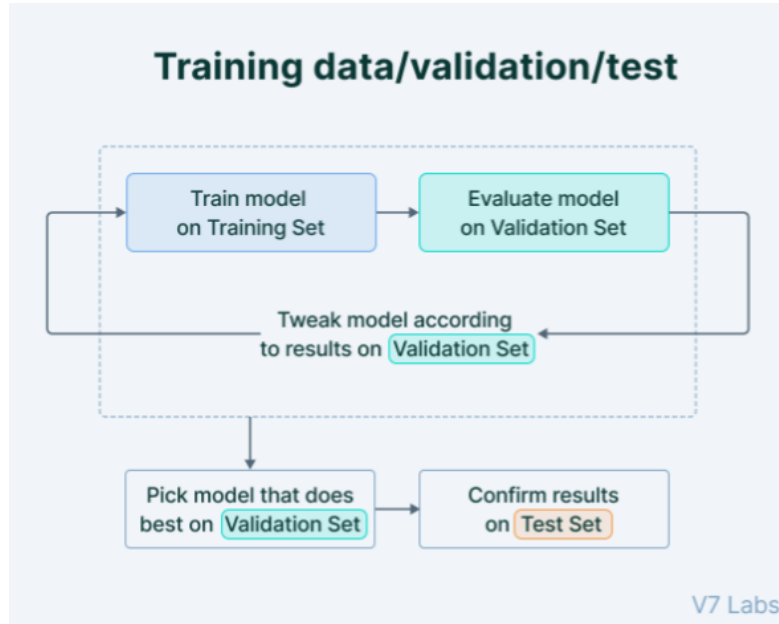 Training data/validation/test
Train model
on Training Set
Evaluate model
on Validation Set
Tweak model according
to results on Validation Set
Pick model that does
best on Validation Set
Confirm results
on Test Set
V7 Labs